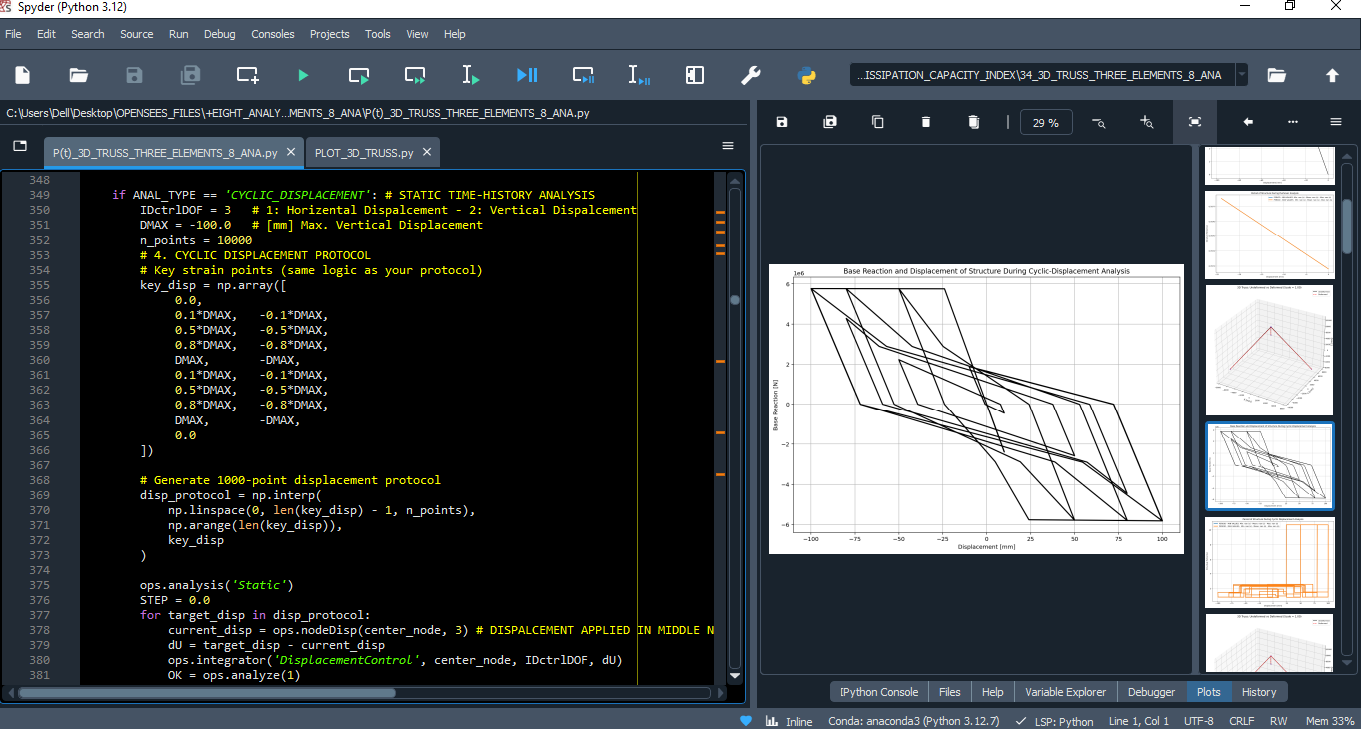 Spyder (Python 3.12)
File Edit Search Source Run Debug Consoles Projects Tools View Help
...ISSIPATION_CAPACITY_INDEX\34_3D_TRUSS_THREE_ELEMENTS_8_ANA
C:\Users\Dell\Desktop\OPENSEES_FILES\+EIGHT_ANALY...MENTS_8_ANA\P(t)_3D_TRUSS_THREE_ELEMENTS_8_ANA.py
P(t)_3D_TRUSS_THREE_ELEMENTS_8_ANA.py PLOT_3D_TRUSS.py
348
349 if ANAL_TYPE == 'CYCLIC_DISPLACEMENT': # STATIC TIME-HISTORY ANALYSIS
350 IDctrlDOF = 3 # 1: Horizental Dispalcement - 2: Vertical Dispalcement
351 DMAX = -100.0 # [mm] Max. Vertical Displacement
352 n_points = 10000
353 # 4. CYCLIC DISPLACEMENT PROTOCOL
354 # Key strain points (same logic as your protocol)
355 key_disp = np.array([
356 0.0,
357 0.1*DMAX, -0.1*DMAX,
358 0.5*DMAX, -0.5*DMAX,
359 0.8*DMAX, -0.8*DMAX,
360 DMAX, -DMAX,
361 0.1*DMAX, -0.1*DMAX,
362 0.5*DMAX, -0.5*DMAX,
363 0.8*DMAX, -0.8*DMAX,
364 DMAX, -DMAX,
365 0.0
366 ])
367
368 # Generate 1000-point displacement protocol
369 disp_protocol = np.interp(
370 np.linspace(0, len(key_disp) - 1, n_points),
371 np.arange(len(key_disp)),
372 key_disp
373 )
374
375 ops.analysis('Static')
376 STEP = 0.0
377 for target_disp in disp_protocol:
378 current_disp = ops.nodeDisp(center_node, 3) # DISPALCEMENT APPLIED IN MIDDLE N
379 dU = target_disp - current_disp
380 ops.integrator('DisplacementControl', center_node, IDctrlDOF, dU)
381 OK = ops.analyze(1)
29 %
1e6
Base Reaction and Displacement of Structure During Cyclic-Displacement Analysis
6
4
2
0
−2
−4
−6
Base Reaction [N]
−100 −75 −50 −25 0 25 50 75 100
Displacement [mm]
IPython Console Files Help Variable Explorer Debugger Plots History
Inline Conda: anaconda3 (Python 3.12.7) LSP: Python Line 1, Col 1 UTF-8 CRLF RW Mem 33%